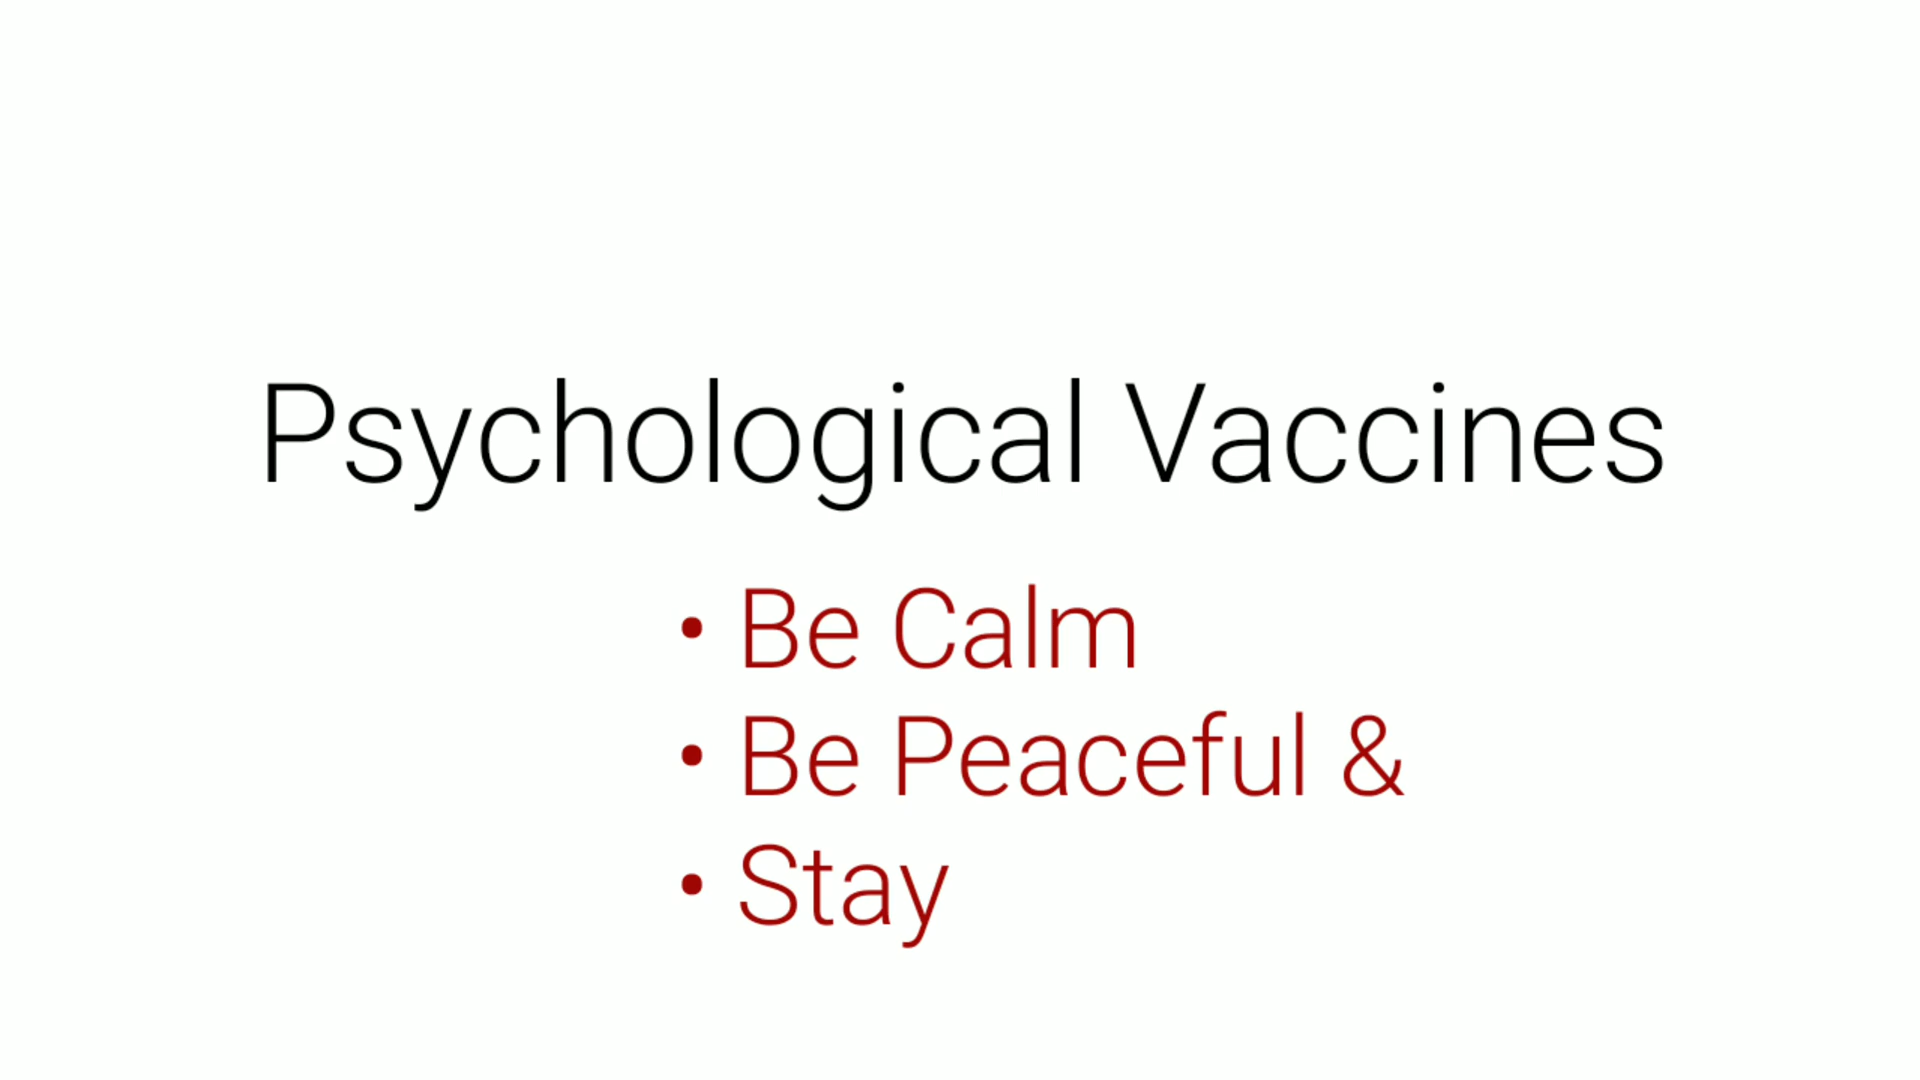 Psychological Vaccines
• Be Calm
• Be Peaceful &
• Stay